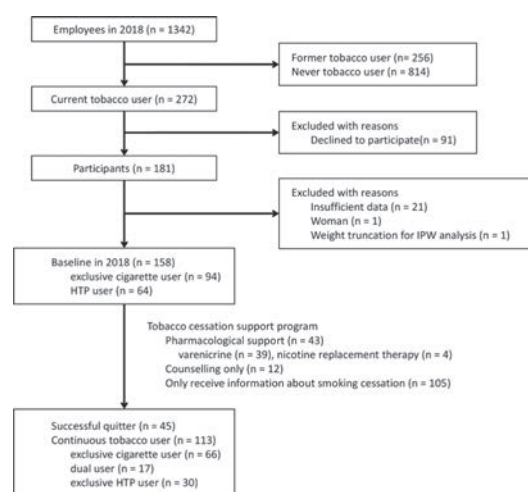 Employees in 2018 (n = 1342)
Former tobacco user (n= 256)
Never tobacco user (n = 814)
Current tobacco user (n = 272)
Excluded with reasons
Declined to participate(n = 91)
Participants (n = 181)
Excluded with reasons
Insufficient data (n = 21)
Woman (n = 1)
Weight truncation for IPW analysis (n = 1)
Baseline in 2018 (n = 158)
exclusive cigarette user (n = 94)
HTP user (n = 64)
Tobacco cessation support program
Pharmacological support (n = 43)
varenicrine (n = 39), nicotine replacement therapy (n = 4)
Counselling only (n = 12)
Only receive information about smoking cessation (n = 105)
Successful quitter (n = 45)
Continuous tobacco user (n = 113)
exclusive cigarette user (n = 66)
dual user (n = 17)
exclusive HTP user (n = 30)